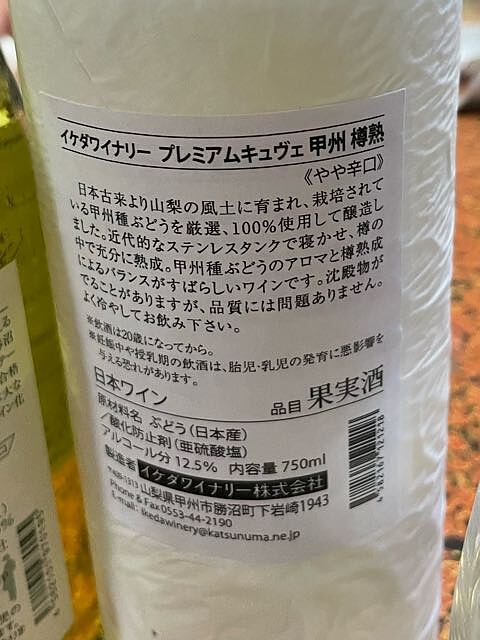 イケダワイナリー プレミアムキュヴェ 甲州 樽熟
《やや辛口》
日本古来より山梨の風土に育まれ、栽培されて
いる甲州種ぶどうを厳選、100%使用して醸造し
ました。近代的なステンレスタンクで寝かせ、樽の
中で充分に熟成。甲州種ぶどうのアロマと樽熟成
によるバランスがすばらしいワインです。沈殿物が
でることがありますが、品質には問題ありません。
よく冷やしてお飲み下さい。
※飲酒は20歳になってから。
※妊娠中や授乳期の飲酒は、胎児・乳児の発育に悪影響を
与える恐れがあります。
日本ワイン
品目 果実酒
原材料名 ぶどう(日本産)
/酸化防止剤(亜硫酸塩)
アルコール分 12.5% 内容量 750ml
製造者 イケダワイナリー株式会社
〒409-1313 山梨県甲州市勝沼町下岩崎1943
Phone & Fax 0553-44-2190
E-mail: ikedawinery@katsunuma.ne.jp